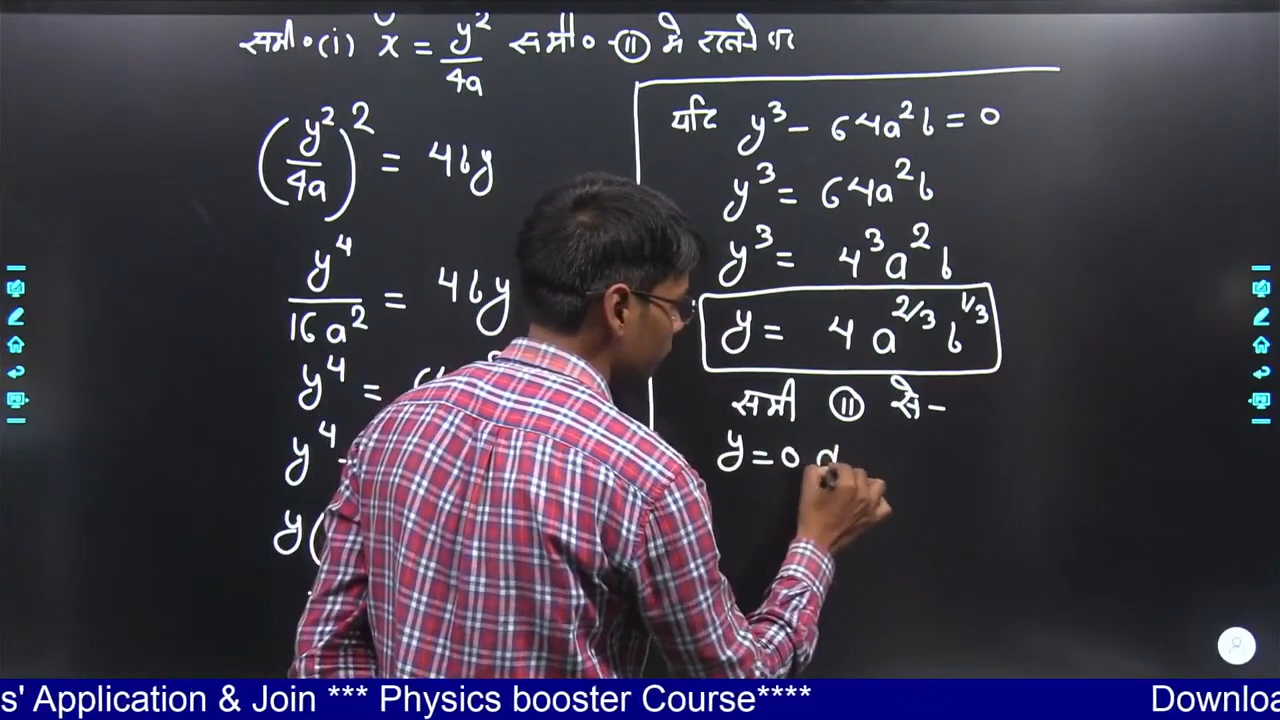 समी० (i) x = y²/4a समी० - (II) में रखने पर
(y²/4a)² = 4by
y⁴/16a² = 4by
y⁴ =
y⁴ -
y(
यदि y³ - 64a²b = 0
y³ = 64a²b
y³ = 4³a²b
y = 4 a^2/3 b^1/3
समी (II) से -
y = 0
s' Application & Join *** Physics booster Course****
Downloa